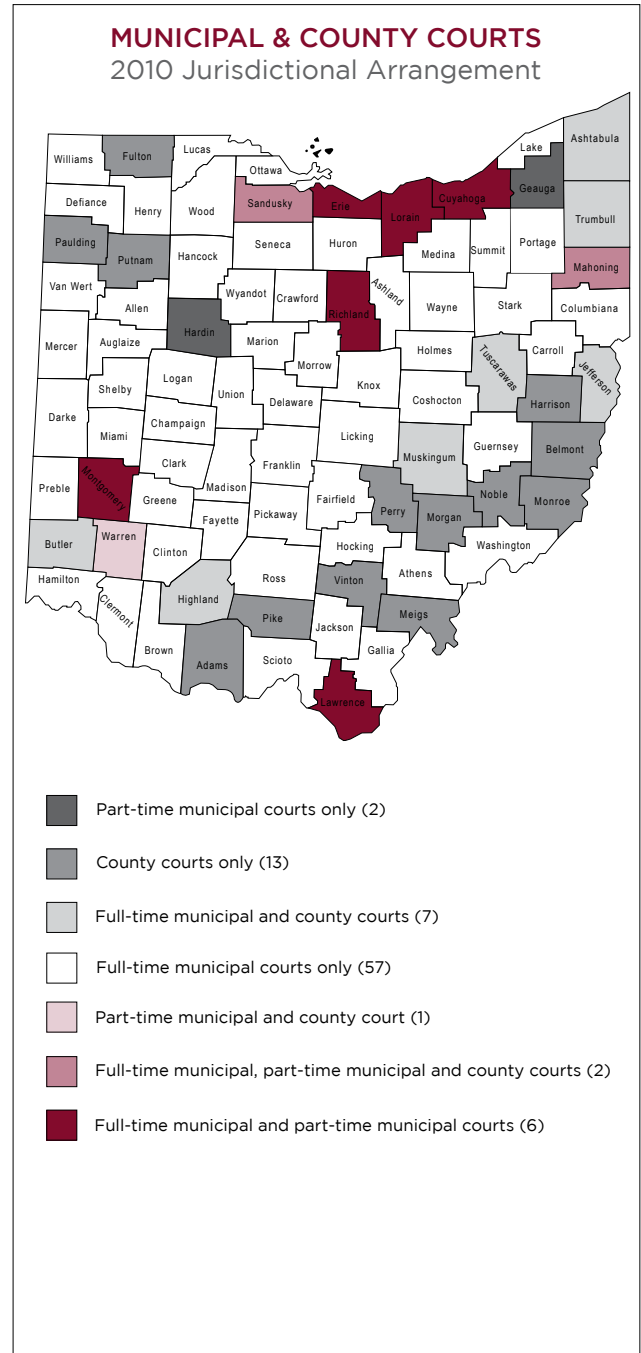 MUNICIPAL & COUNTY COURTS
2010 Jurisdictional Arrangement
Ashtabula
Lake
Lucas
Fulton
Williams
Ottawa
Geauga
Cuyahoga
Sandusky
Erie
Lorain
Defiance
Henry
Wood
Trumbull
Portage
Summit
Medina
Huron
Seneca
Paulding
Putnam
Hancock
Mahoning
Van Wert
Allen
Wyandot
Crawford
Richland
Ashland
Wayne
Stark
Columbiana
Hardin
Mercer
Auglaize
Marion
Morrow
Holmes
Tuscarawas
Carroll
Jefferson
Shelby
Logan
Union
Knox
Coshocton
Harrison
Darke
Delaware
Champaign
Miami
Licking
Muskingum
Guernsey
Belmont
Clark
Madison
Franklin
Preble
Montgomery
Greene
Fairfield
Perry
Noble
Monroe
Fayette
Pickaway
Morgan
Butler
Warren
Clinton
Hocking
Washington
Hamilton
Ross
Athens
Highland
Vinton
Clermont
Pike
Meigs
Jackson
Brown
Adams
Scioto
Gallia
Lawrence
Part-time municipal courts only (2)
County courts only (13)
Full-time municipal and county courts (7)
Full-time municipal courts only (57)
Part-time municipal and county court (1)
Full-time municipal, part-time municipal and county courts (2)
Full-time municipal and part-time municipal courts (6)